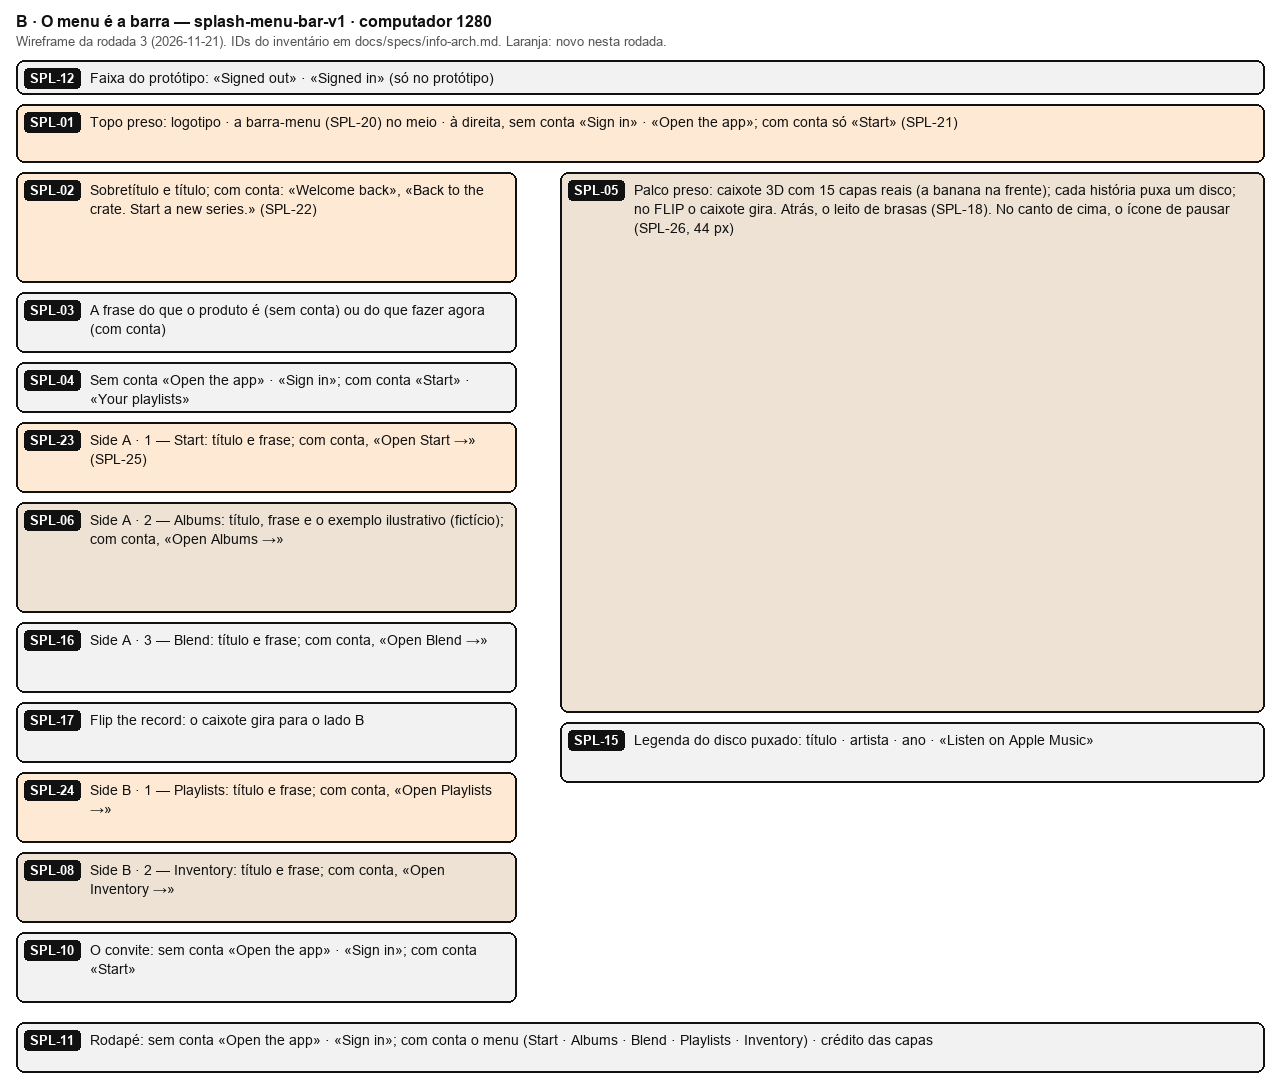 B · O menu é a barra — splash-menu-bar-v1 · computador 1280
Wireframe da rodada 3 (2026-11-21). IDs do inventário em docs/specs/info-arch.md. Laranja: novo nesta rodada.
SPL-12 Faixa do protótipo: «Signed out» · «Signed in» (só no protótipo)
SPL-01 Topo preso: logotipo · a barra-menu (SPL-20) no meio · à direita, sem conta «Sign in» · «Open the app»; com conta só «Start» (SPL-21)
SPL-02 Sobretítulo e título; com conta: «Welcome back», «Back to the
crate. Start a new series.» (SPL-22)
SPL-03 A frase do que o produto é (sem conta) ou do que fazer agora
(com conta)
SPL-04 Sem conta «Open the app» · «Sign in»; com conta «Start» ·
«Your playlists»
SPL-23 Side A · 1 — Start: título e frase; com conta, «Open Start →»
(SPL-25)
SPL-06 Side A · 2 — Albums: título, frase e o exemplo ilustrativo (fictício);
com conta, «Open Albums →»
SPL-16 Side A · 3 — Blend: título e frase; com conta, «Open Blend →»
SPL-17 Flip the record: o caixote gira para o lado B
SPL-24 Side B · 1 — Playlists: título e frase; com conta, «Open Playlists
→»
SPL-08 Side B · 2 — Inventory: título e frase; com conta, «Open
Inventory →»
SPL-10 O convite: sem conta «Open the app» · «Sign in»; com conta
«Start»
SPL-05 Palco preso: caixote 3D com 15 capas reais (a banana na frente); cada história puxa um disco;
no FLIP o caixote gira. Atrás, o leito de brasas (SPL-18). No canto de cima, o ícone de pausar
(SPL-26, 44 px)
SPL-15 Legenda do disco puxado: título · artista · ano · «Listen on Apple Music»
SPL-11 Rodapé: sem conta «Open the app» · «Sign in»; com conta o menu (Start · Albums · Blend · Playlists · Inventory) · crédito das capas